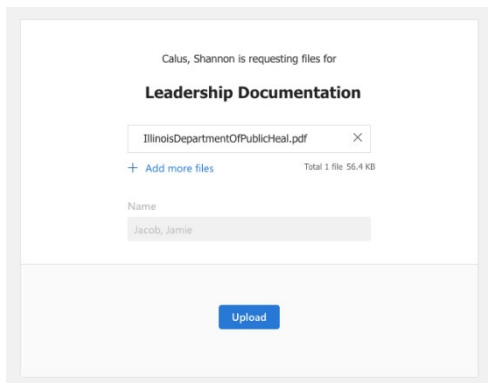 Calus, Shannon is requesting files for
Leadership Documentation
IllinoisDepartmentOfPublicHeal.pdf
+ Add more files
Total 1 file 56.4 KB
Name
Jacob, Jamie
Upload